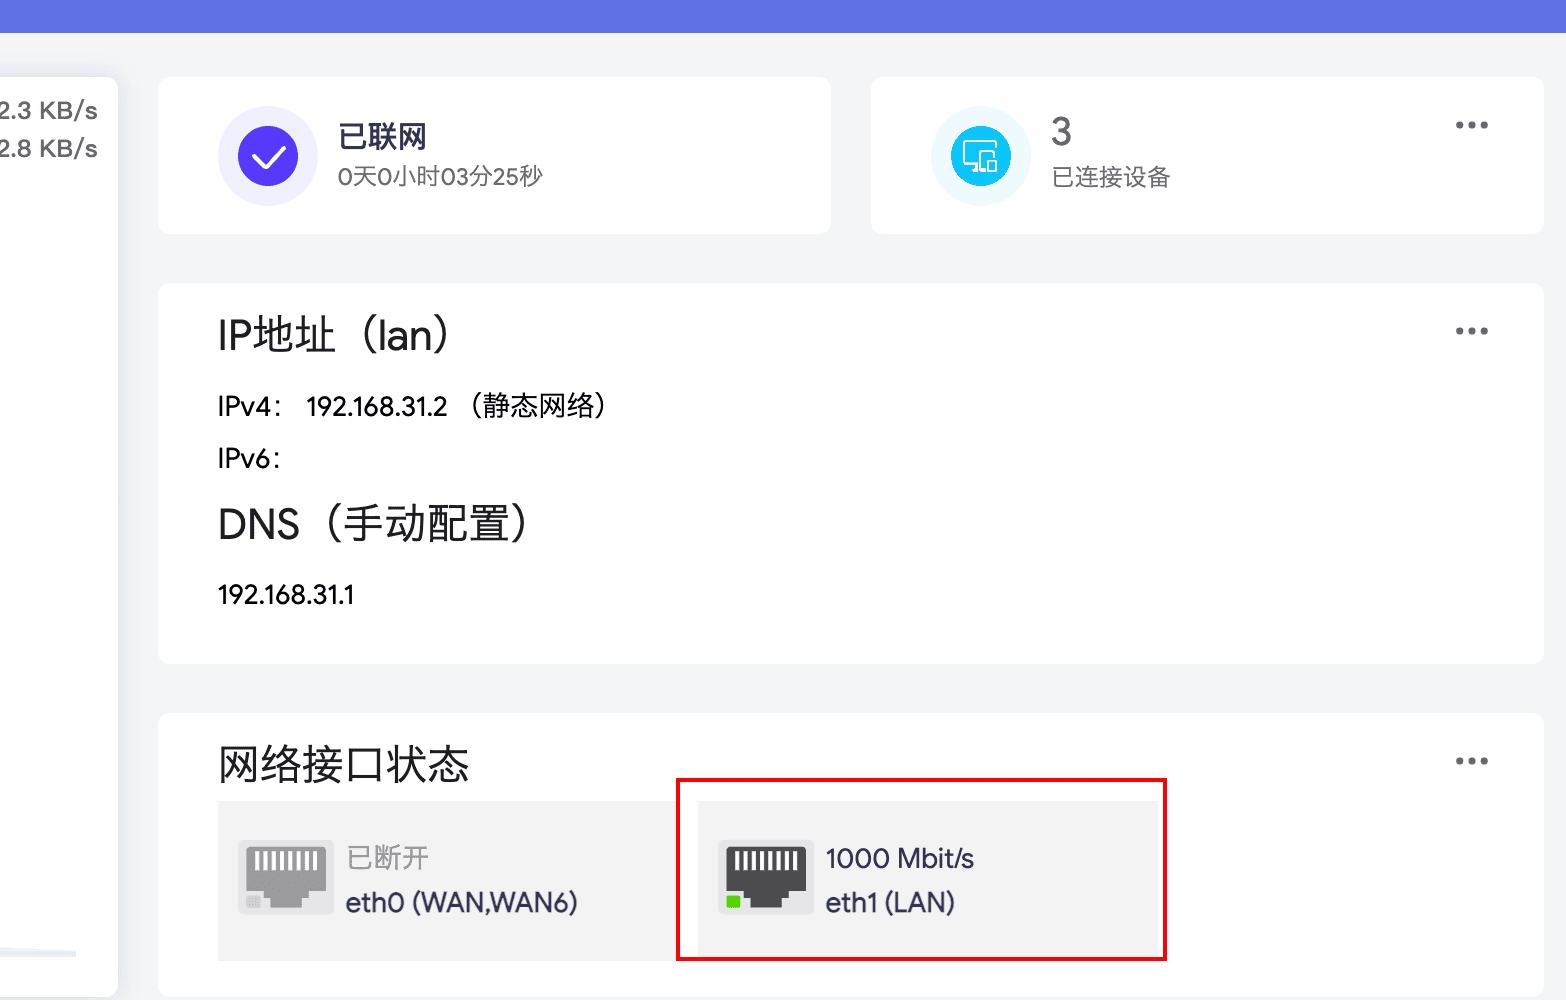 2.3 KB/s
2.8 KB/s
已联网
0天0小时03分25秒
3
已连接设备
IP地址（lan）
IPv4： 192.168.31.2 （静态网络）
IPv6：
DNS（手动配置）
192.168.31.1
网络接口状态
已断开
eth0 (WAN,WAN6)
1000 Mbit/s
eth1 (LAN)